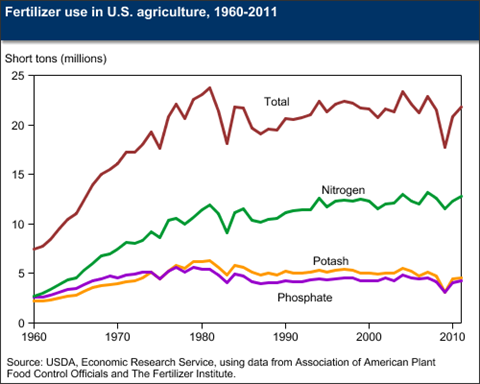 Fertilizer use in U.S. agriculture, 1960-2011
Short tons (millions)
25
20
15
10
5
0
Total
Nitrogen
Potash
Phosphate
1960 1970 1980 1990 2000 2010
Source: USDA, Economic Research Service, using data from Association of American Plant
Food Control Officials and The Fertilizer Institute.